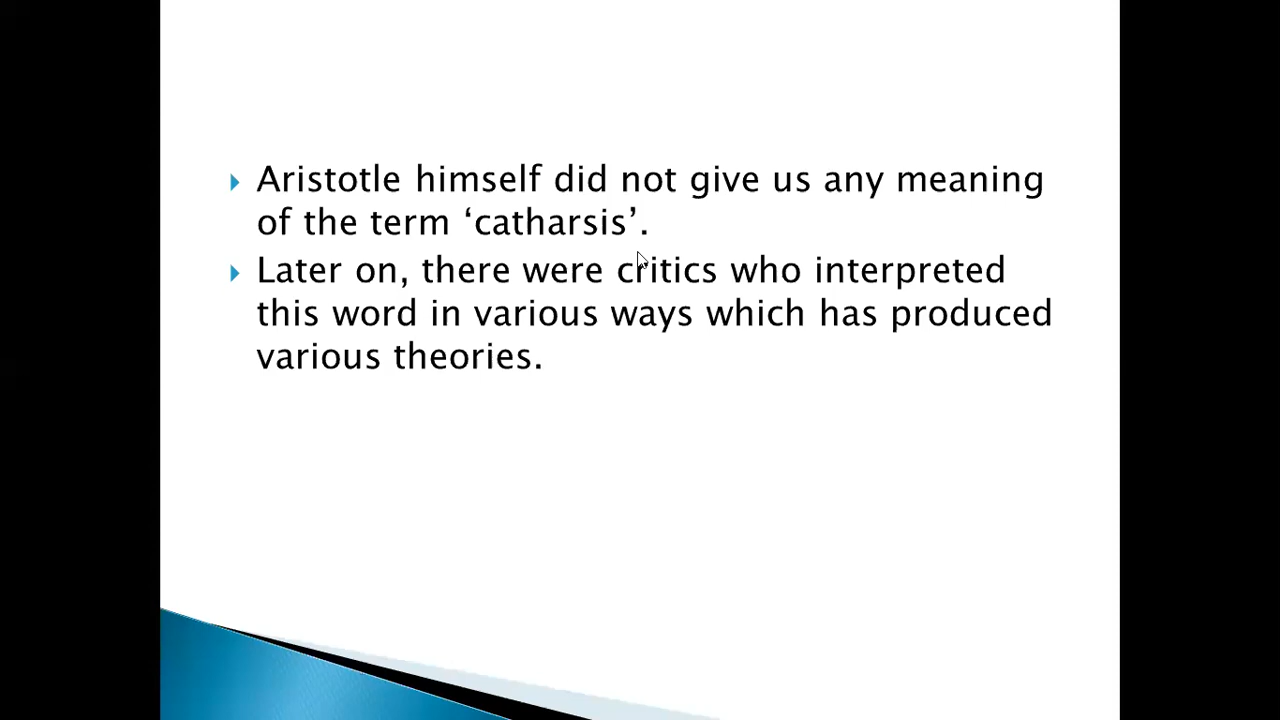 Aristotle himself did not give us any meaning
of the term ‘catharsis’.
Later on, there were critics who interpreted
this word in various ways which has produced
various theories.